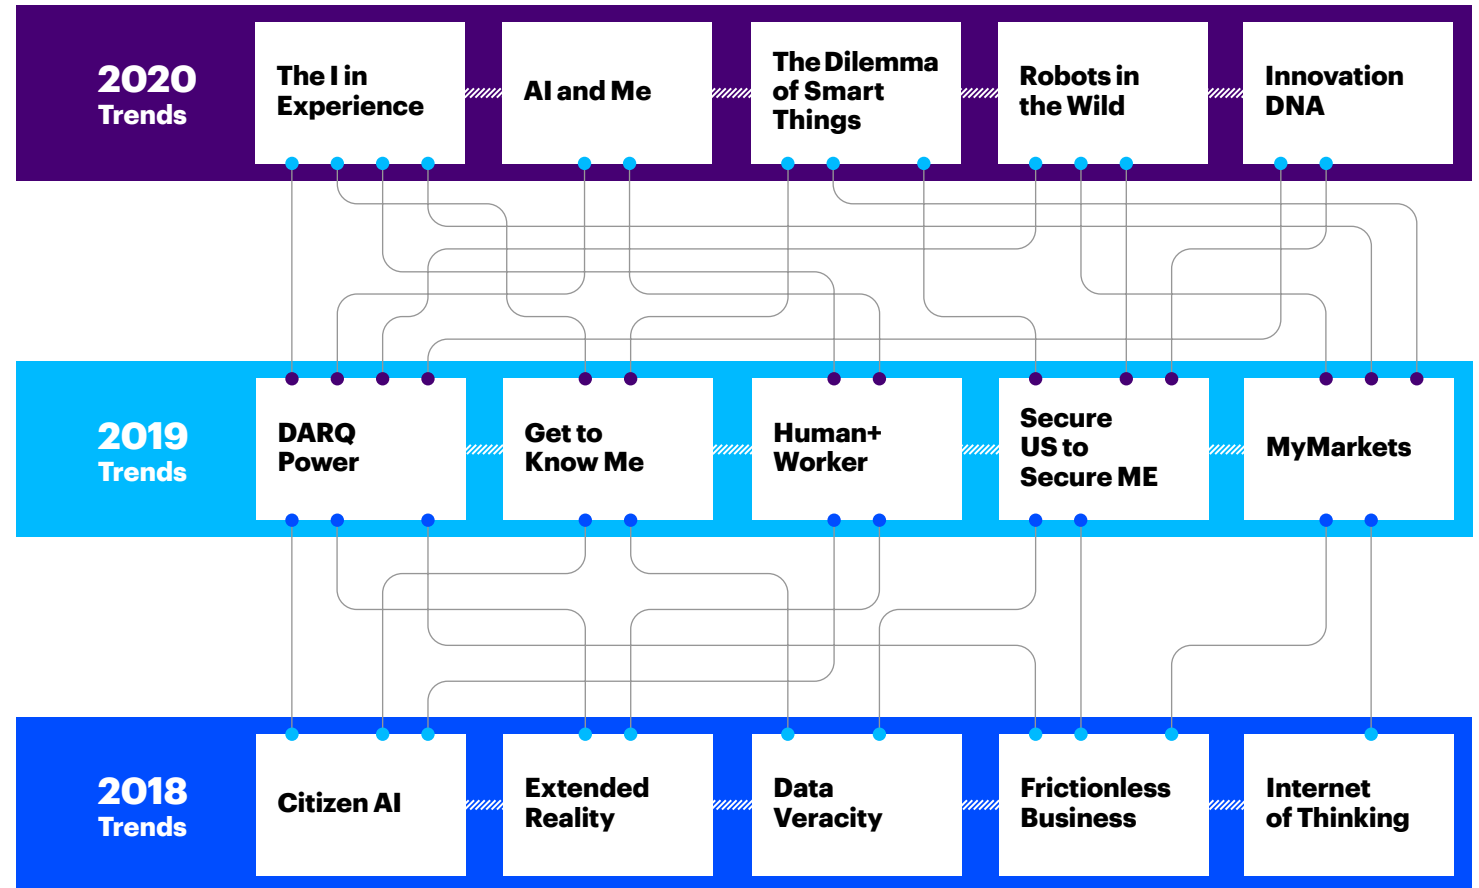 2020
Trends
The I in
Experience
AI and Me
The Dilemma
of Smart
Things
Robots in
the Wild
Innovation
DNA
2019
Trends
DARQ
Power
Get to
Know Me
Human+
Worker
Secure
US to
Secure ME
MyMarkets
2018
Trends
Citizen AI
Extended
Reality
Data
Veracity
Frictionless
Business
Internet
of Thinking